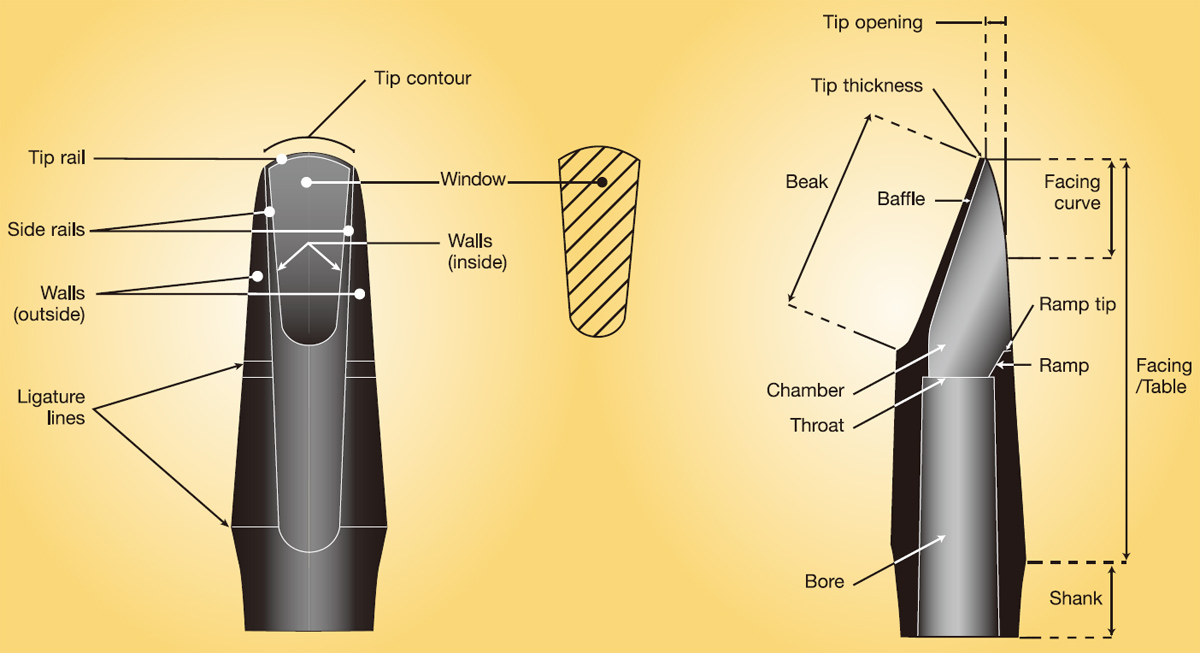 Tip contour
Tip rail
Window
Side rails
Walls
(inside)
Walls
(outside)
Ligature
lines
Tip opening
Tip thickness
Beak
Baffle
Facing
curve
Ramp tip
Ramp
Facing
/Table
Chamber
Throat
Bore
Shank